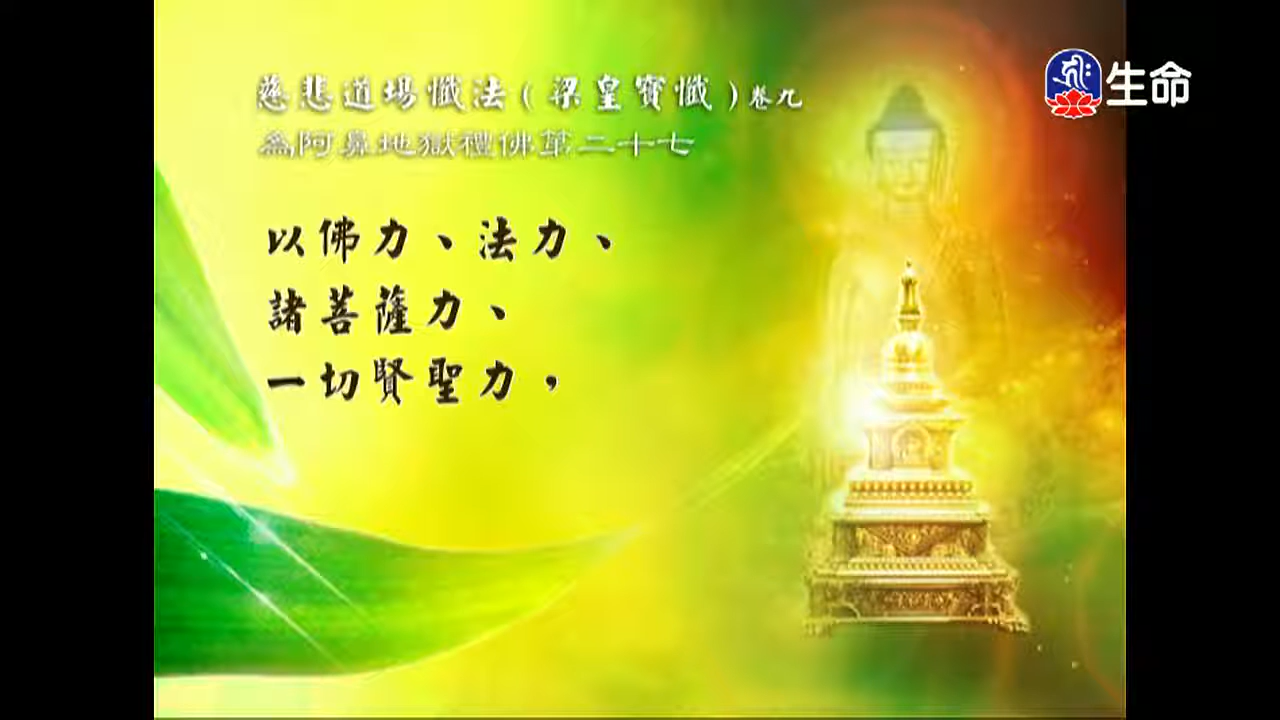 慈悲道場懺法(梁皇寶懺)卷九
為阿鼻地獄禮佛第二十七
以佛力、法力、
諸菩薩力、
一切賢聖力，
生命